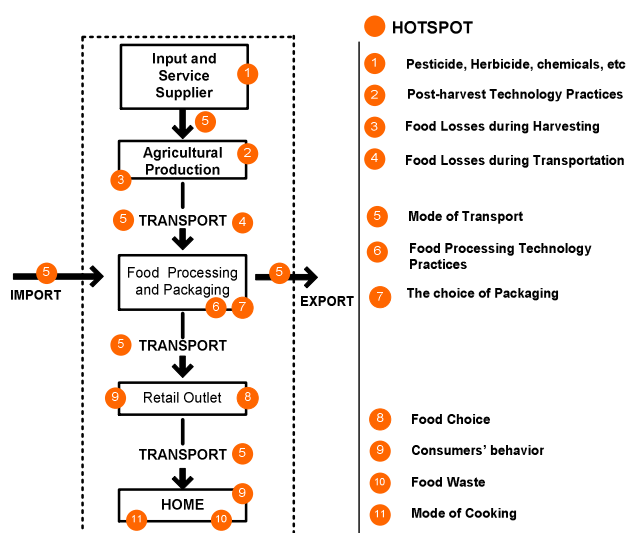 Input and
Service
Supplier
1
5
Agricultural
Production
2
3
5 TRANSPORT 4
5
IMPORT
Food Processing
and Packaging
6 7
5
EXPORT
5 TRANSPORT
9 Retail Outlet 8
TRANSPORT 5
HOME
9
11 10
HOTSPOT
1 Pesticide, Herbicide, chemicals, etc
2 Post-harvest Technology Practices
3 Food Losses during Harvesting
4 Food Losses during Transportation
5 Mode of Transport
6 Food Processing Technology
Practices
7 The choice of Packaging
8 Food Choice
9 Consumers’ behavior
10 Food Waste
11 Mode of Cooking